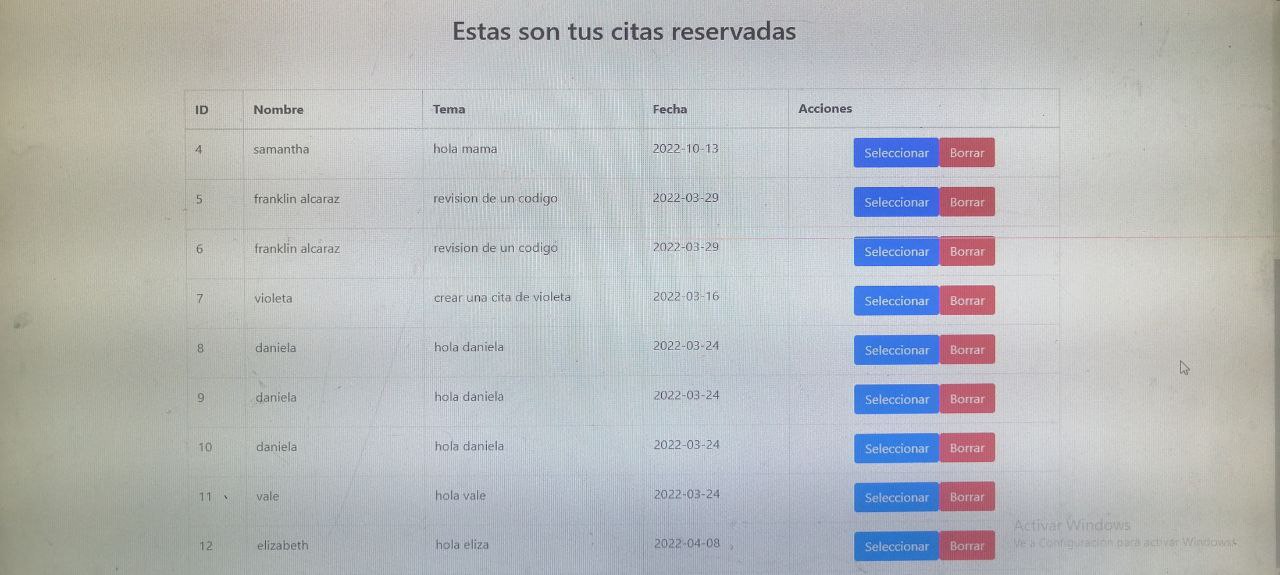 Estas son tus citas reservadas
ID Nombre Tema Fecha Acciones
4 samantha hola mama 2022-10-13 Seleccionar Borrar
5 franklin alcaraz revision de un codigo 2022-03-29 Seleccionar Borrar
6 franklin alcaraz revision de un codigo 2022-03-29 Seleccionar Borrar
7 violeta crear una cita de violeta 2022-03-16 Seleccionar Borrar
8 daniela hola daniela 2022-03-24 Seleccionar Borrar
9 daniela hola daniela 2022-03-24 Seleccionar Borrar
10 daniela hola daniela 2022-03-24 Seleccionar Borrar
11 vale hola vale 2022-03-24 Seleccionar Borrar
12 elizabeth hola eliza 2022-04-08 Seleccionar Borrar
Activar Windows
Ve a Configuración para activar Windows.